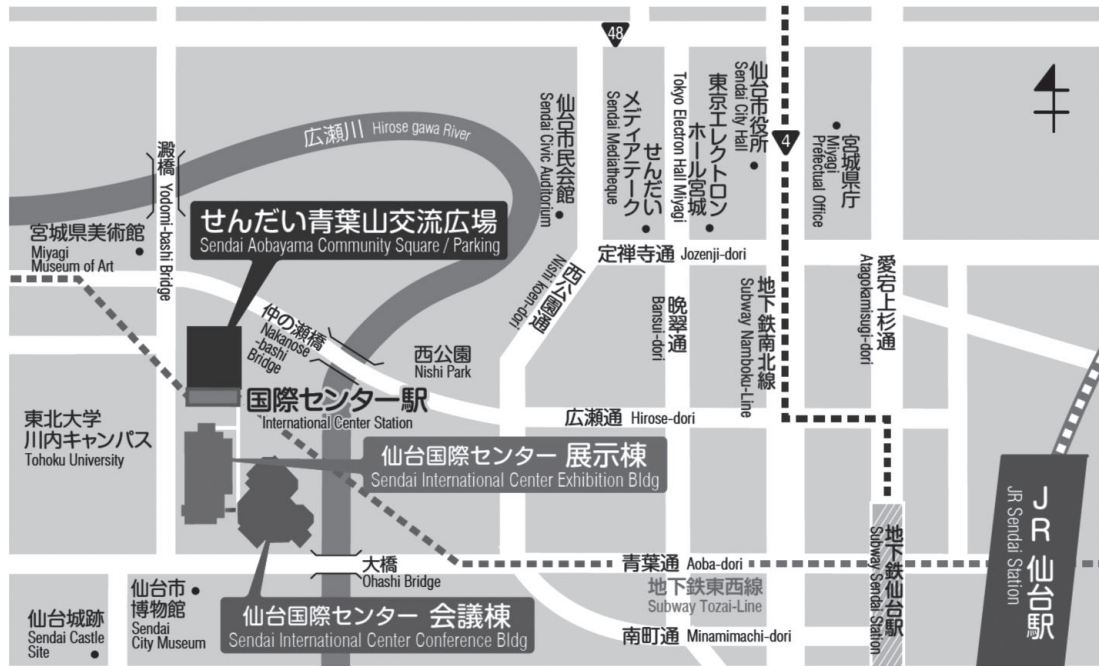 48
4
広瀬川 Hirose gawa River
澱橋 Yodomi-bashi Bridge
仙台市民会館
Sendai Civic Auditorium
せんだい
メディアテーク
Sendai Mediatheque
東京エレクトロン
ホール宮城
Tokyo Electron Hall Miyagi
仙台市役所
Sendai City Hall
宮城県庁
Miyagi
Prefectual Office
宮城県美術館
Miyagi
Museum of Art
せんだい青葉山交流広場
Sendai Aobayama Community Square / Parking
定禅寺通 Jozenji-dori
西公園通
Nishi koen-dori
晩翠通
Bansui-dori
地下鉄南北線
Subway Namboku-Line
愛宕上杉通
Atagokamisugi-dori
仲の瀬橋
Nakanose
-bashi
Bridge
西公園
Nishi Park
国際センター駅
International Center Station
広瀬通 Hirose-dori
東北大学
川内キャンパス
Tohoku University
仙台国際センター 展示棟
Sendai International Center Exhibition Bldg
JR 仙台駅
JR Sendai Station
地下鉄仙台駅
Subway Sendai Station
大橋
Ohashi Bridge
青葉通 Aoba-dori
地下鉄東西線
Subway Tozai-Line
仙台城跡
Sendai Castle
Site
仙台市
博物館
Sendai
City Museum
仙台国際センター 会議棟
Sendai International Center Conference Bldg
南町通 Minamimachi-dori